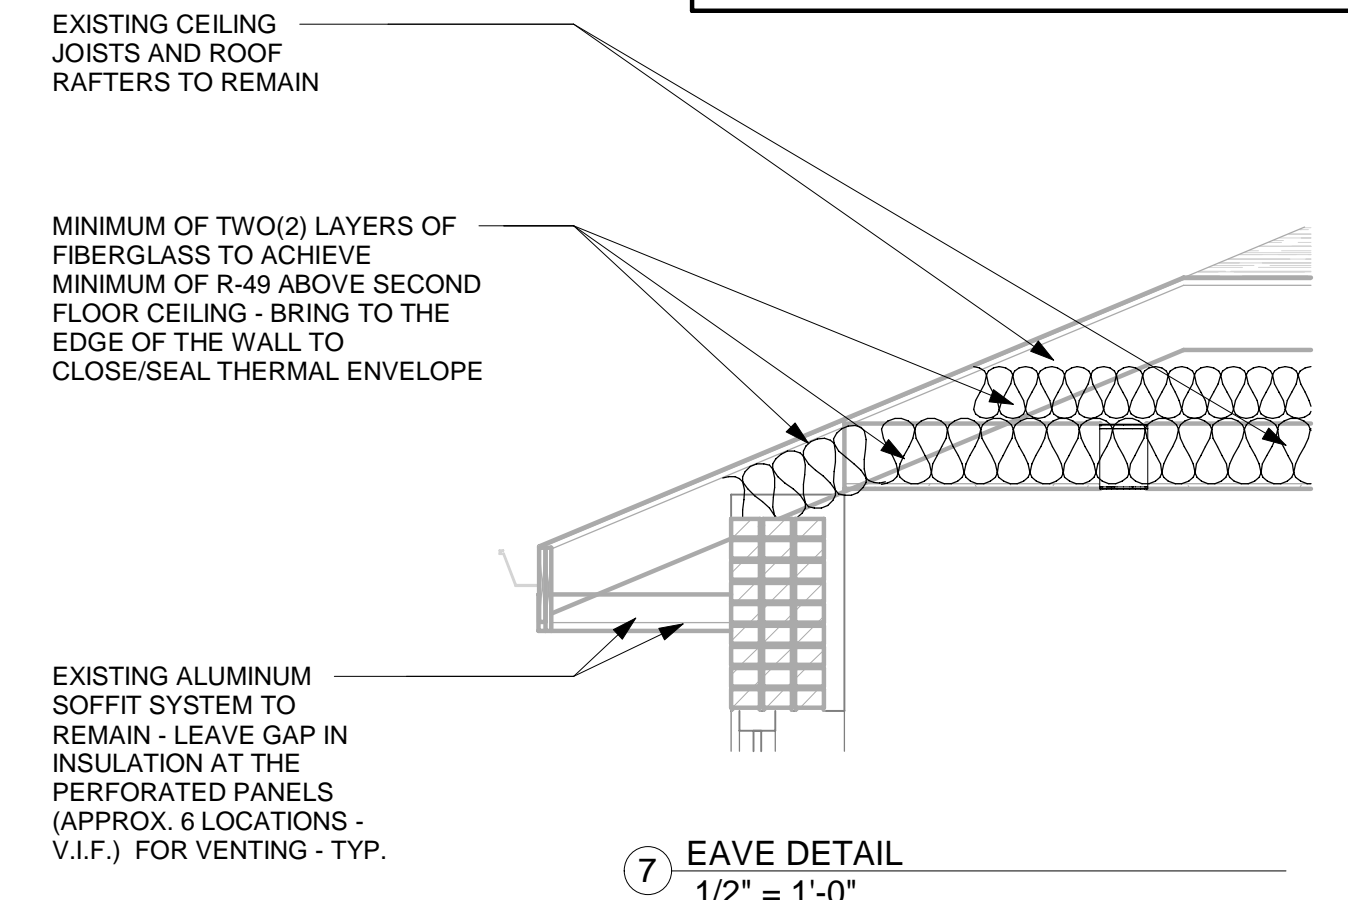 EXISTING CEILING
JOISTS AND ROOF
RAFTERS TO REMAIN
MINIMUM OF TWO(2) LAYERS OF
FIBERGLASS TO ACHIEVE
MINIMUM OF R-49 ABOVE SECOND
FLOOR CEILING - BRING TO THE
EDGE OF THE WALL TO
CLOSE/SEAL THERMAL ENVELOPE
EXISTING ALUMINUM
SOFFIT SYSTEM TO
REMAIN - LEAVE GAP IN
INSULATION AT THE
PERFORATED PANELS
(APPROX. 6 LOCATIONS -
V.I.F.) FOR VENTING - TYP.
7 EAVE DETAIL
1/2" = 1'-0"